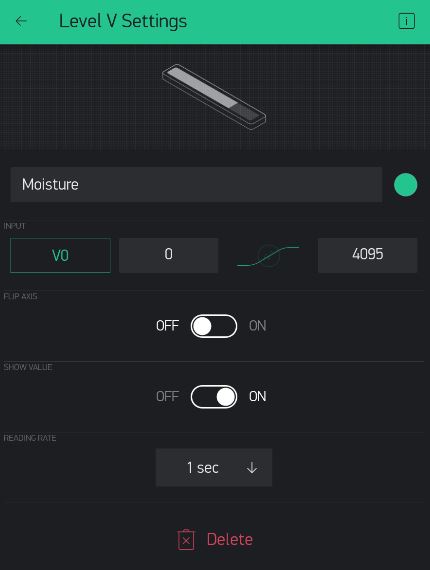 Level V Settings
Moisture
INPUT
V0 0 4095
FLIP AXIS
OFF ON
SHOW VALUE
OFF ON
READING RATE
1 sec
Delete